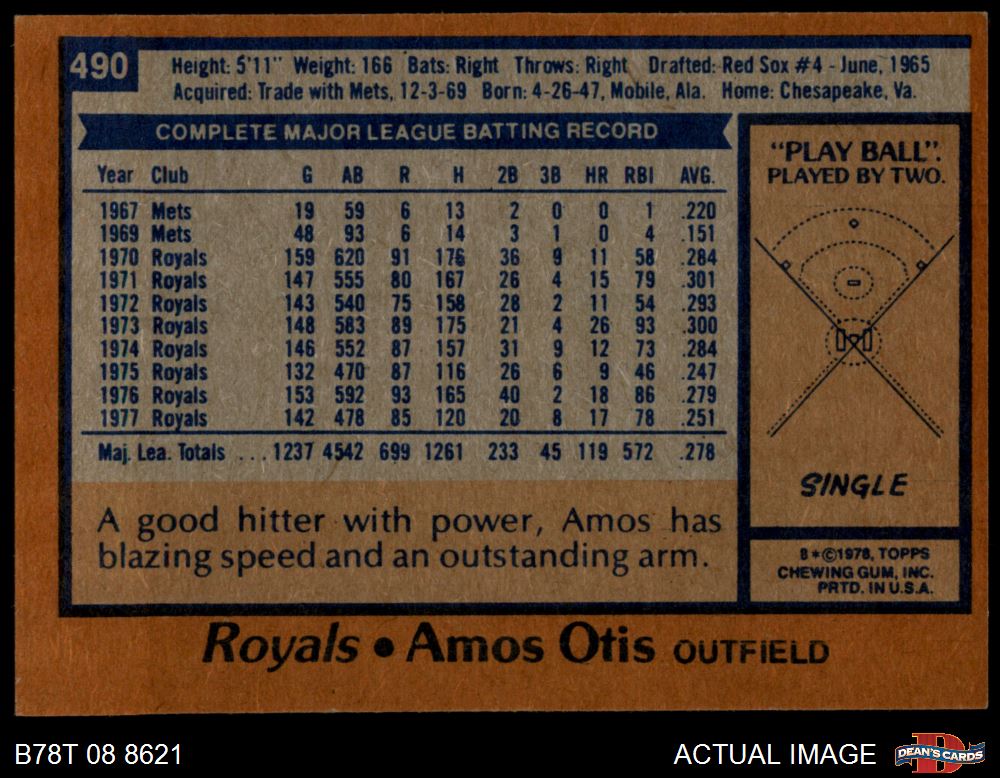 490
Height: 5'11" Weight: 166 Bats: Right Throws: Right Drafted: Red Sox #4 - June, 1965
Acquired: Trade with Mets, 12-3-69 Born: 4-26-47, Mobile, Ala. Home: Chesapeake, Va.
COMPLETE MAJOR LEAGUE BATTING RECORD
Year Club G AB R H 2B 3B HR RBI AVG.
1967 Mets 19 59 6 13 2 0 0 1 .220
1969 Mets 48 93 6 14 3 1 0 4 .151
1970 Royals 159 620 91 176 36 9 11 58 .284
1971 Royals 147 555 80 167 26 4 15 79 .301
1972 Royals 143 540 75 158 28 2 11 54 .293
1973 Royals 148 583 89 175 21 4 26 93 .300
1974 Royals 146 552 87 157 31 9 12 73 .284
1975 Royals 132 470 87 116 26 6 9 46 .247
1976 Royals 153 592 93 165 40 2 18 86 .279
1977 Royals 142 478 85 120 20 8 17 78 .251
Maj. Lea. Totals ... 1237 4542 699 1261 233 45 119 572 .278
A good hitter with power, Amos has
blazing speed and an outstanding arm.
"PLAY BALL".
PLAYED BY TWO.
SINGLE
8*©1978, TOPPS
CHEWING GUM, INC.
PRTD. IN U.S.A.
Royals • Amos Otis OUTFIELD
B78T 08 8621
ACTUAL IMAGE
D
DEAN'S CARDS